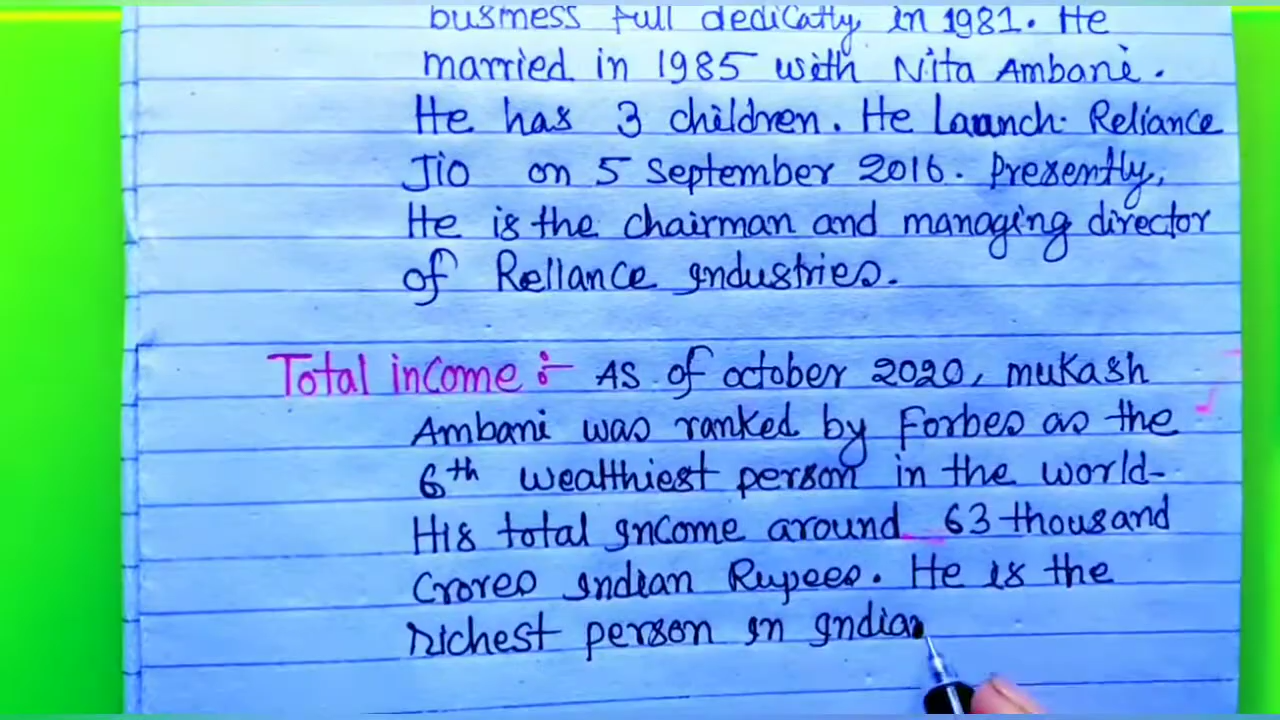 business full dedicatly in 1981. He
married in 1985 with Nita Ambani.
He has 3 children. He Launch Reliance
Jio on 5 September 2016. Presently,
He is the chairman and managing director
of Reliance Industries.
Total income :- As of october 2020, mukash
Ambani was ranked by Forbes as the
6th wealthiest person in the world-
His total Income around 63 thousand
Crores Indian Rupees. He is the
richest person in Indian